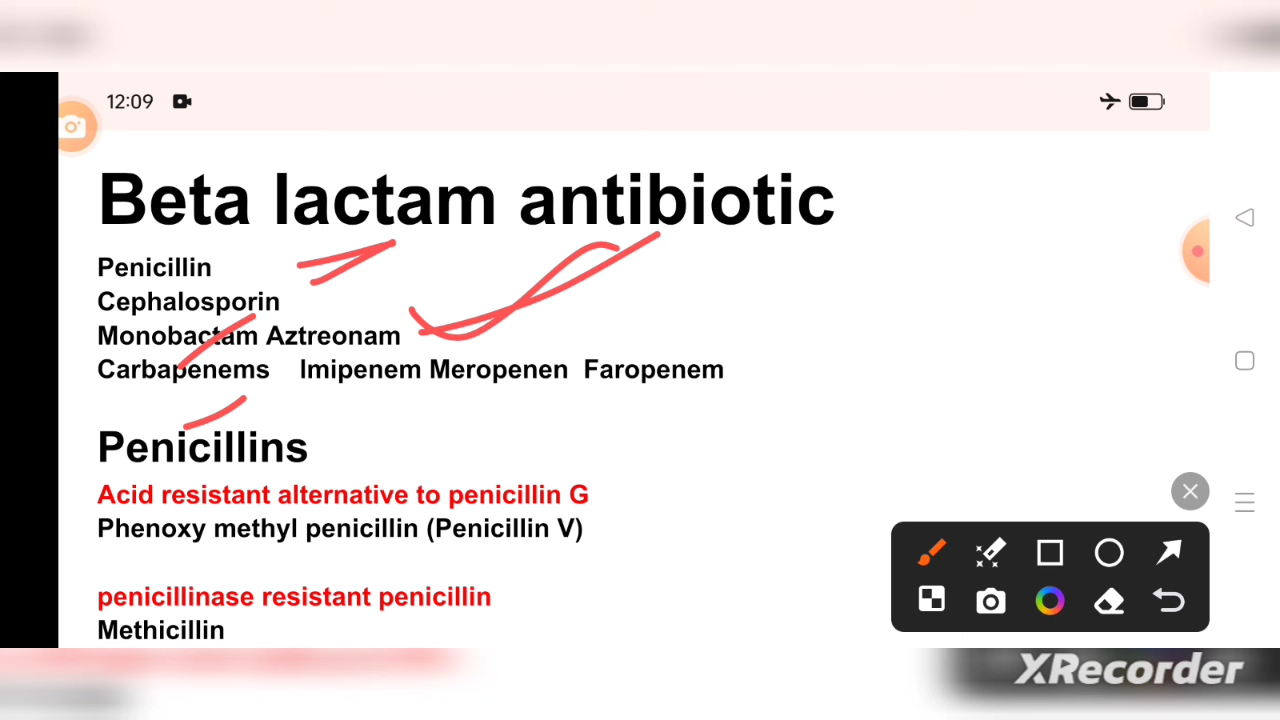 12:09
Beta lactam antibiotic
Penicillin
Cephalosporin
Monobactam Aztreonam
Carbapenems Imipenem Meropenen Faropenem
Penicillins
Acid resistant alternative to penicillin G
Phenoxy methyl penicillin (Penicillin V)
penicillinase resistant penicillin
Methicillin
XRecorder